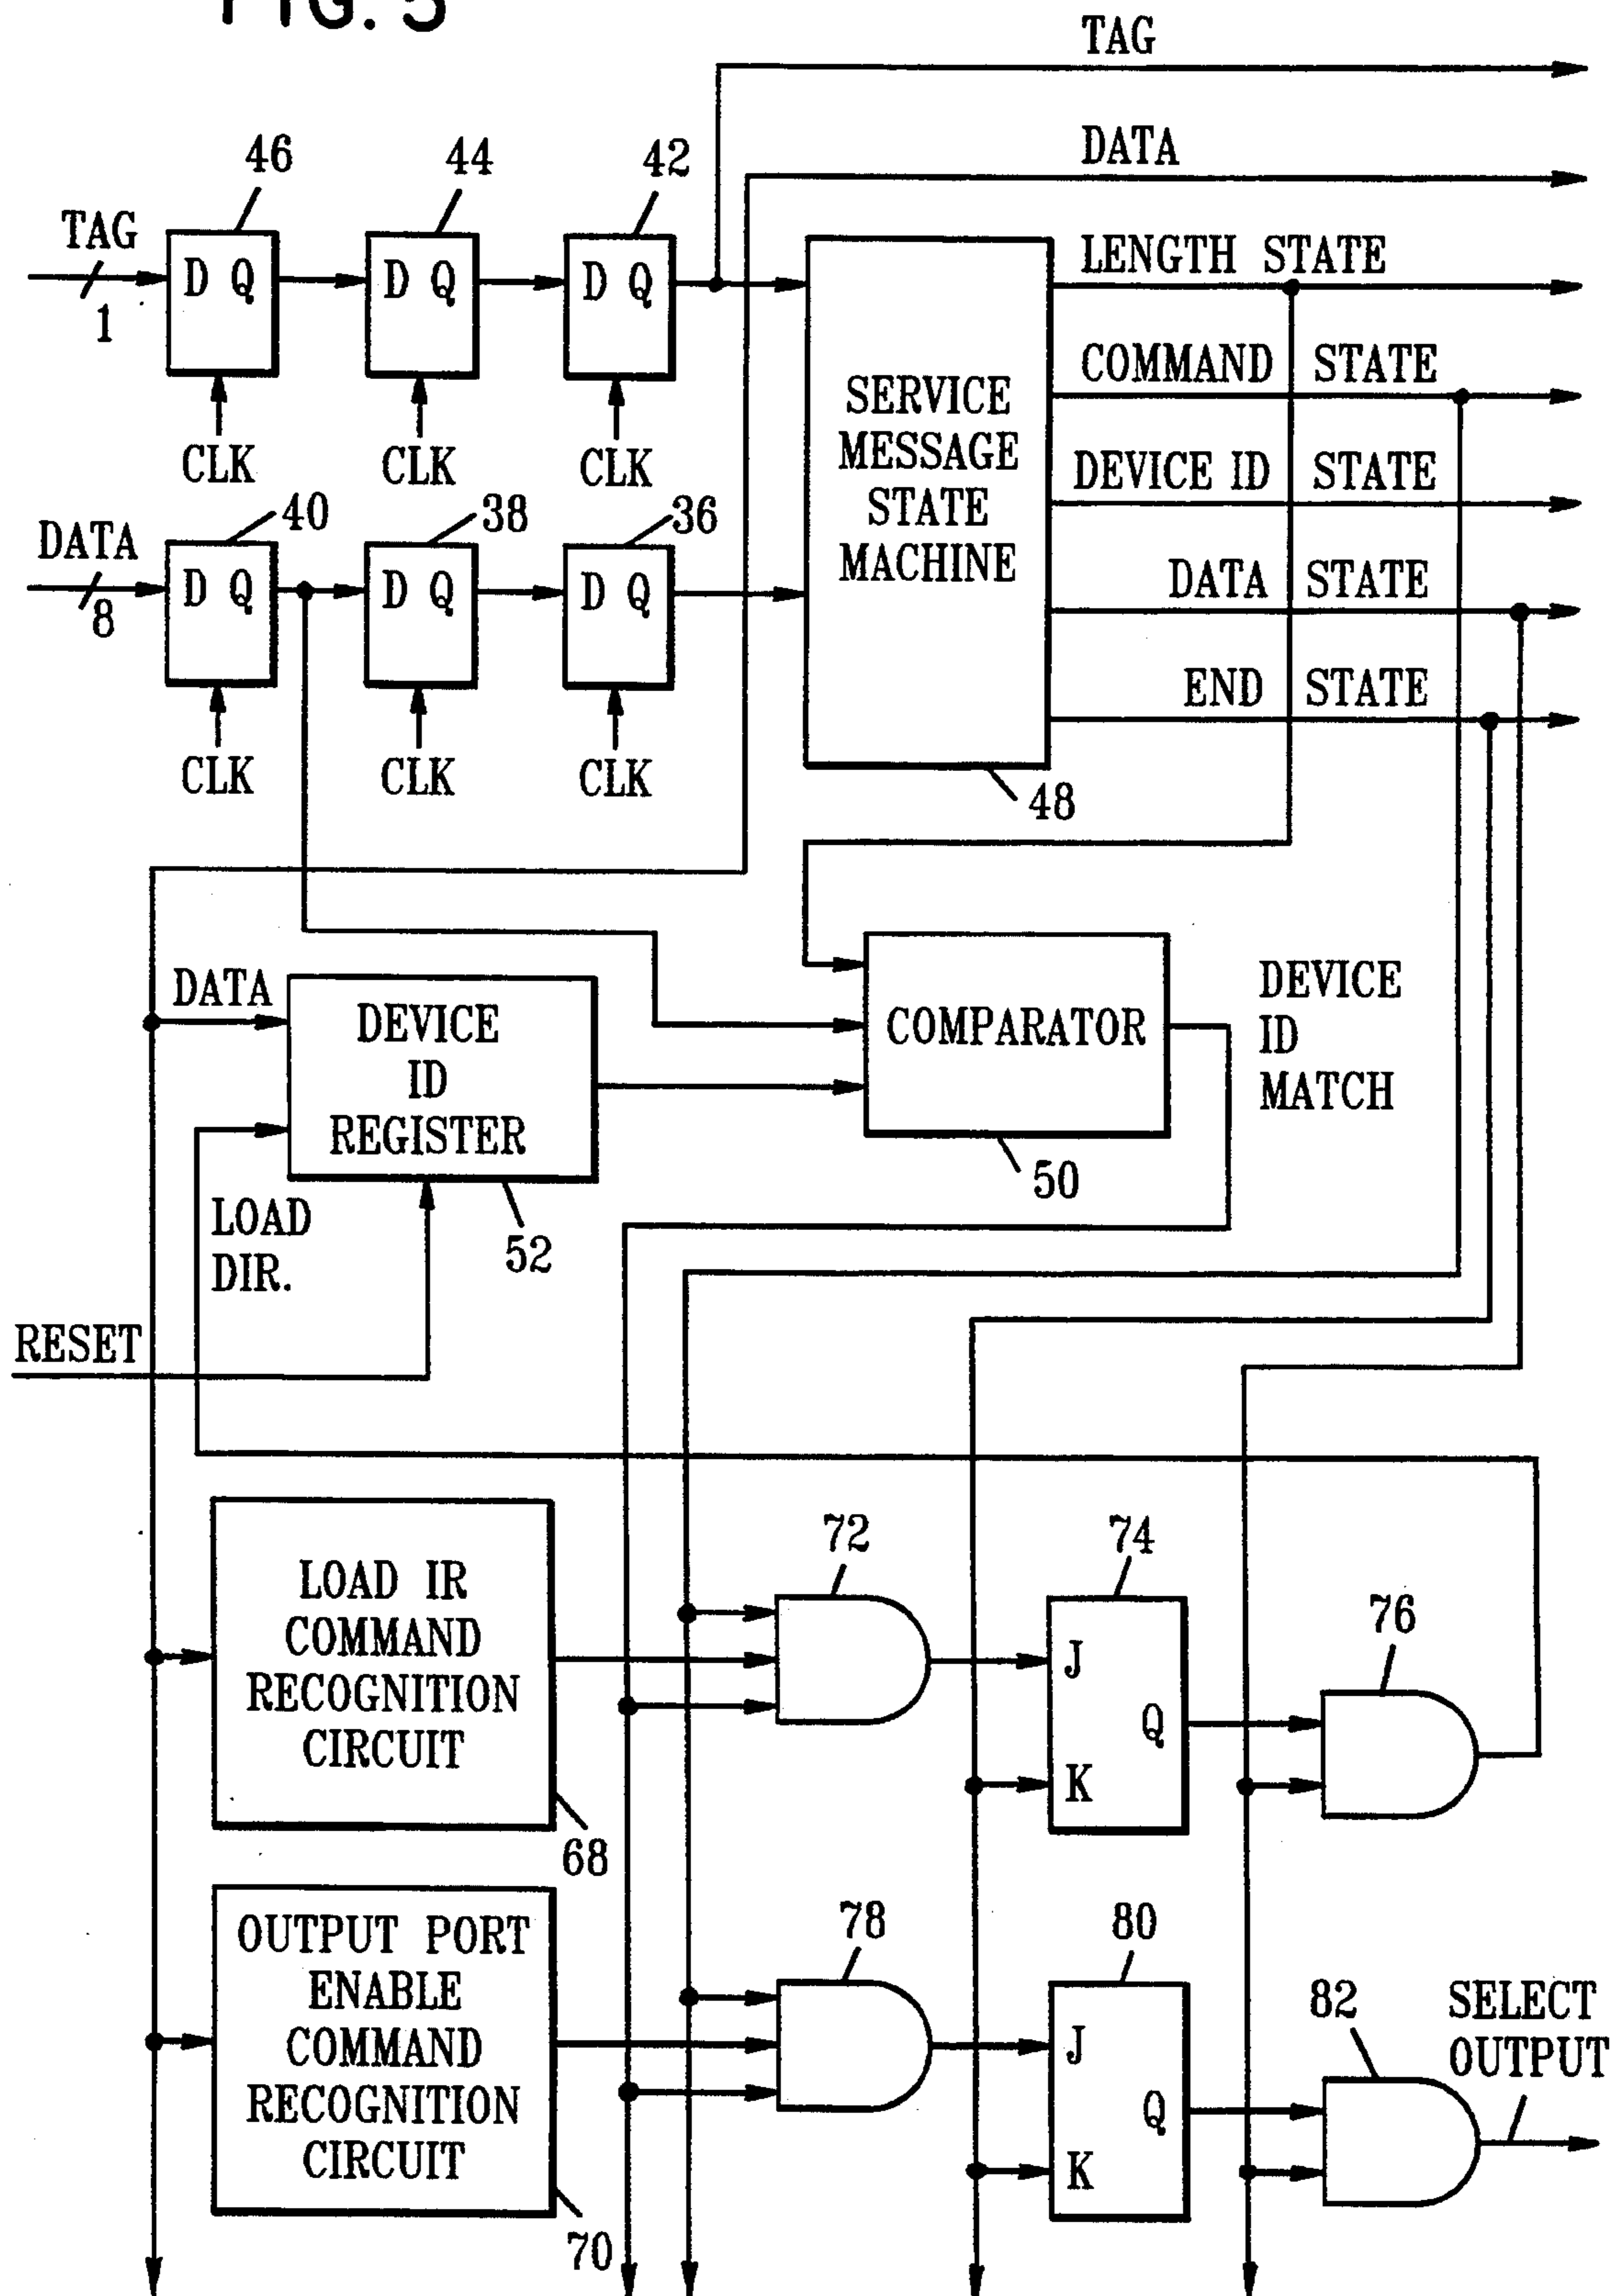 FIG. 5
TAG
DATA
46
44
42
TAG
1
D Q
D Q
D Q
CLK
CLK
CLK
DATA
8
40
38
36
D Q
D Q
D Q
CLK
CLK
CLK
SERVICE
MESSAGE
STATE
MACHINE
48
LENGTH STATE
COMMAND STATE
DEVICE ID STATE
DATA STATE
END STATE
DATA
DEVICE
ID
REGISTER
52
LOAD
DIR.
RESET
COMPARATOR
50
DEVICE
ID
MATCH
LOAD IR
COMMAND
RECOGNITION
CIRCUIT
68
72
74
J
Q
K
76
OUTPUT PORT
ENABLE
COMMAND
RECOGNITION
CIRCUIT
70
78
80
J
Q
K
82
SELECT
OUTPUT